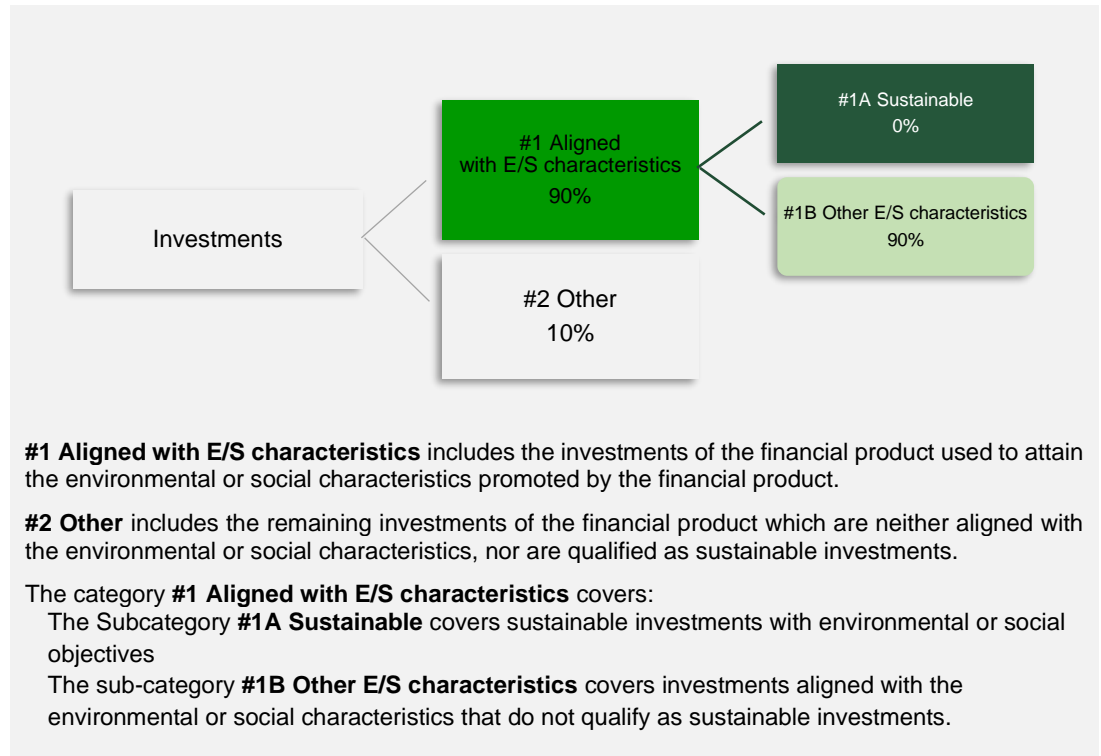 #1A Sustainable
0%
#1 Aligned
with E/S characteristics
90%
#1B Other E/S characteristics
90%
Investments
#2 Other
10%
#1 Aligned with E/S characteristics includes the investments of the financial product used to attain
the environmental or social characteristics promoted by the financial product.
#2 Other includes the remaining investments of the financial product which are neither aligned with
the environmental or social characteristics, nor are qualified as sustainable investments.
The category #1 Aligned with E/S characteristics covers:
The Subcategory #1A Sustainable covers sustainable investments with environmental or social
objectives
The sub-category #1B Other E/S characteristics covers investments aligned with the
environmental or social characteristics that do not qualify as sustainable investments.